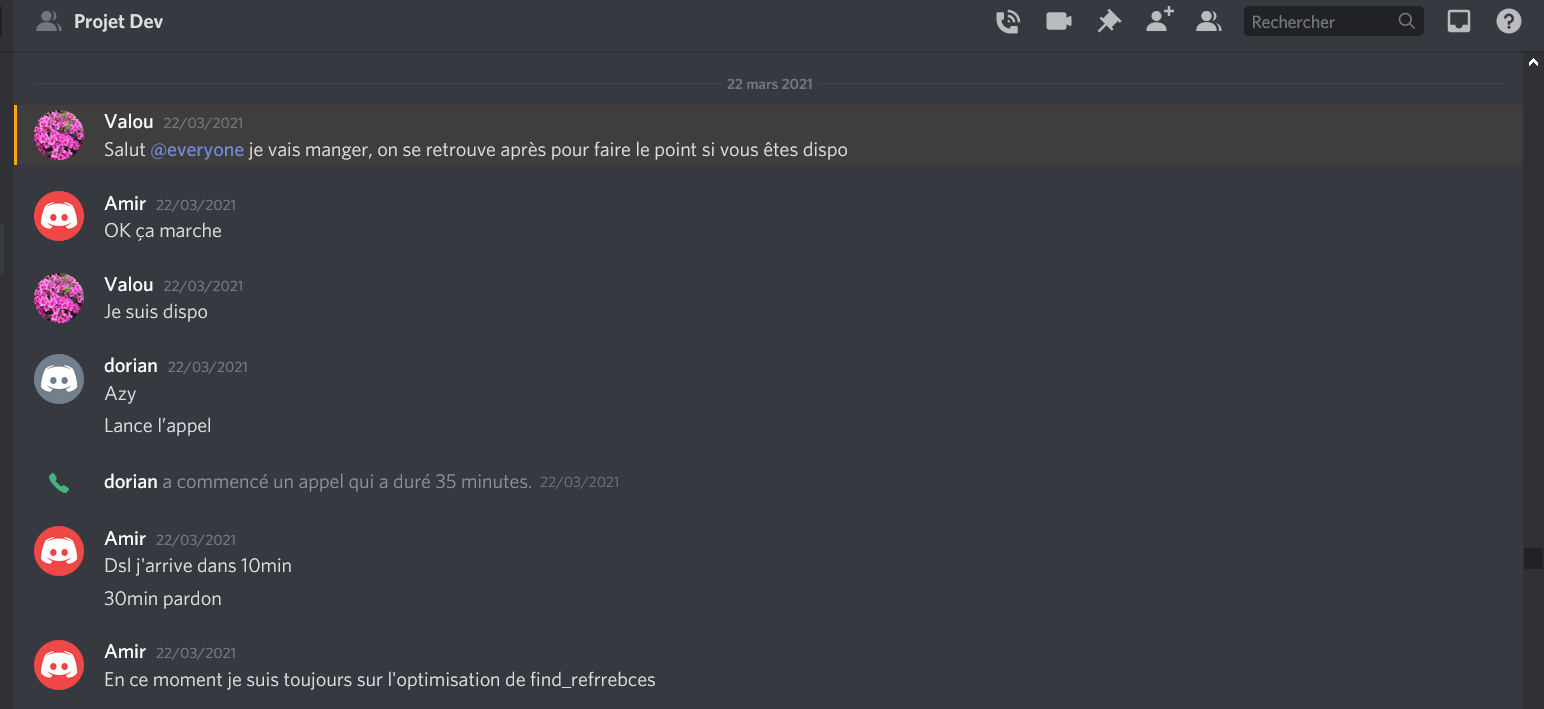 Projet Dev
Rechercher
22 mars 2021
Valou 22/03/2021
Salut @everyone je vais manger, on se retrouve après pour faire le point si vous êtes dispo
Amir 22/03/2021
OK ça marche
Valou 22/03/2021
Je suis dispo
dorian 22/03/2021
Azy
Lance l’appel
dorian a commencé un appel qui a duré 35 minutes. 22/03/2021
Amir 22/03/2021
Dsl j'arrive dans 10min
30min pardon
Amir 22/03/2021
En ce moment je suis toujours sur l'optimisation de find_refrrebces